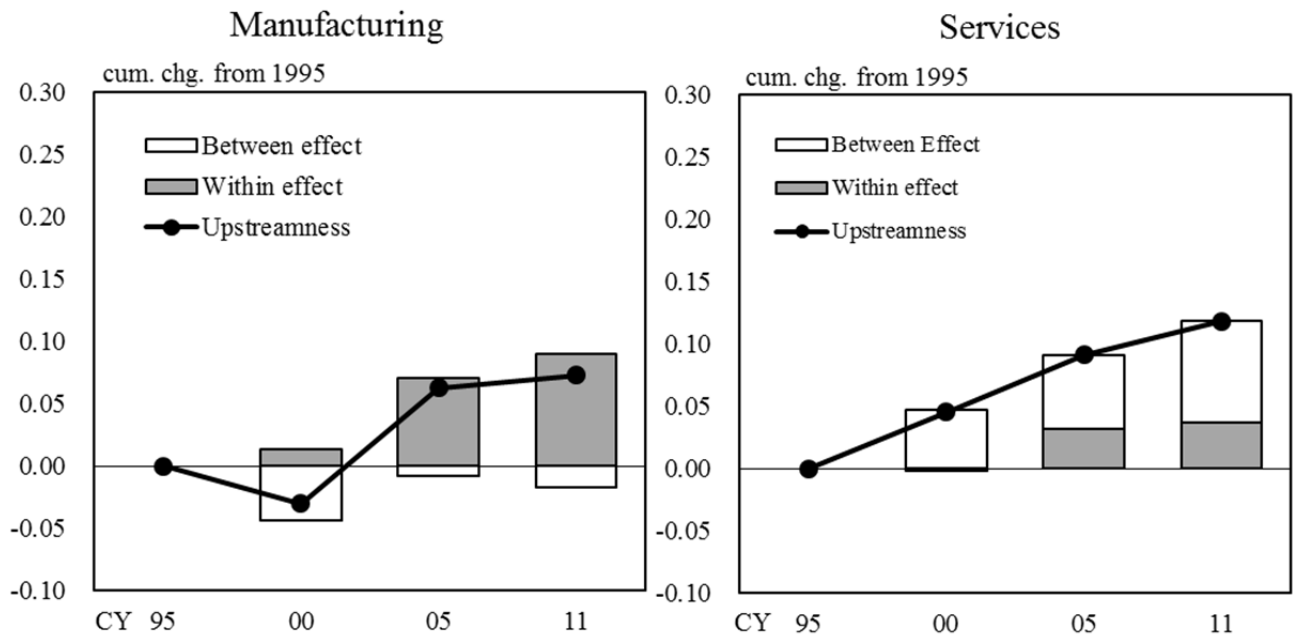 Manufacturing
cum. chg. from 1995
0.30
0.25
0.20
0.15
0.10
0.05
0.00
-0.05
-0.10
Between effect
Within effect
Upstreamness
CY 95 00 05 11
Services
cum. chg. from 1995
0.30
0.25
0.20
0.15
0.10
0.05
0.00
-0.05
-0.10
Between Effect
Within effect
Upstreamness
CY 95 00 05 11